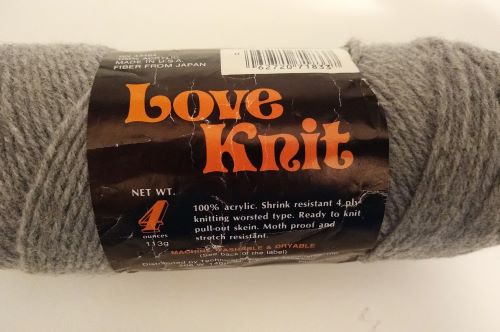 MADE IN U.S.A.
FIBER FROM JAPAN
Love
Knit
NET WT.
4
OUNCES
113g
100% acrylic. Shrink resistant 4 ply
knitting worsted type. Ready to knit
pull-out skein. Moth proof and
stretch resistant.
MACHINE WASHABLE & DRYABLE
(See back of the label)
Distributed by